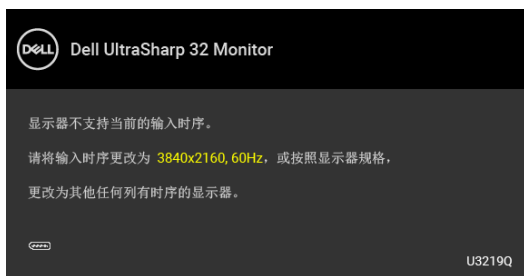 DELL
Dell UltraSharp 32 Monitor
显示器不支持当前的输入时序。
请将输入时序更改为 3840x2160, 60Hz，或按照显示器规格，
更改为其他任何列有时序的显示器。
U3219Q